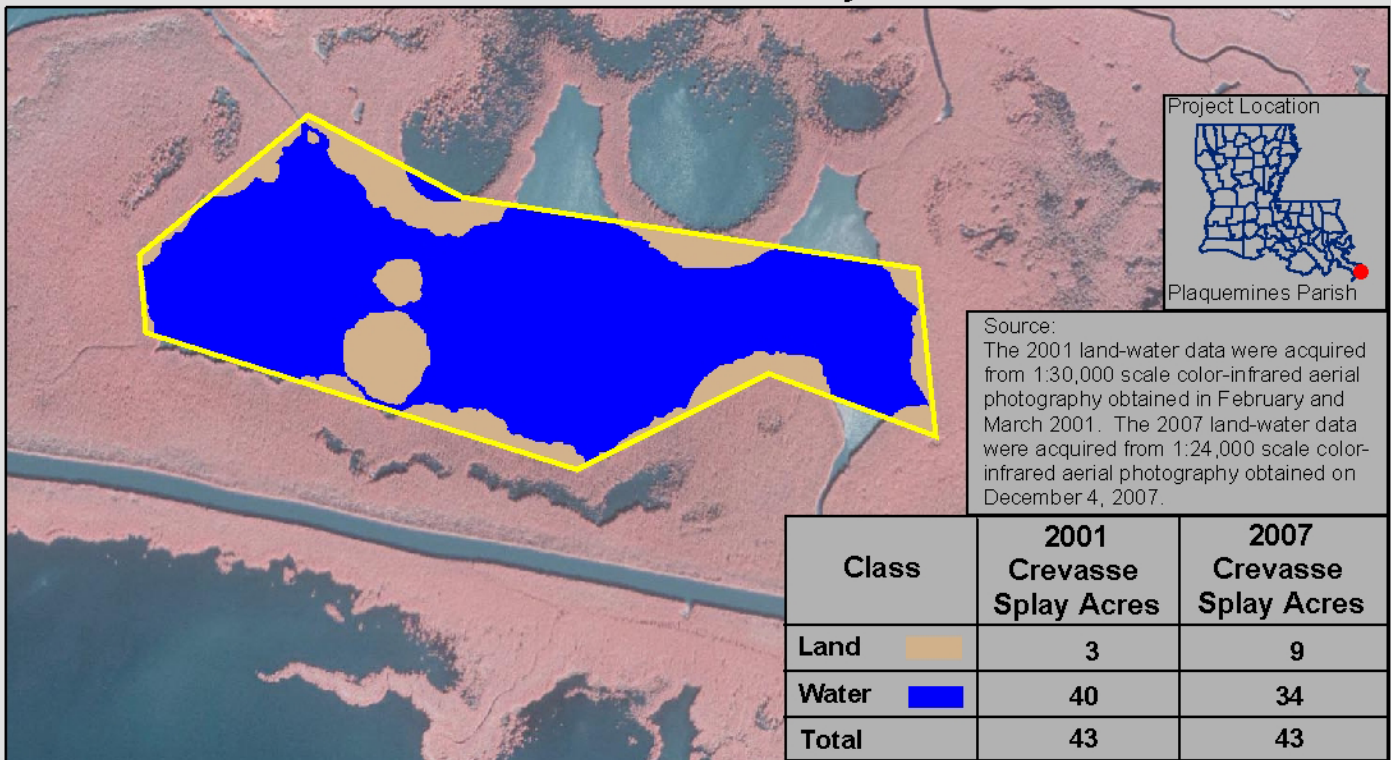 Project Location
Plaquemines Parish
Source:
The 2001 land-water data were acquired
from 1:30,000 scale color-infrared aerial
photography obtained in February and
March 2001.  The 2007 land-water data
were acquired from 1:24,000 scale color-
infrared aerial photography obtained on
December 4, 2007.
Class 2001 Crevasse Splay Acres 2007 Crevasse Splay Acres
Land 3 9
Water 40 34
Total 43 43